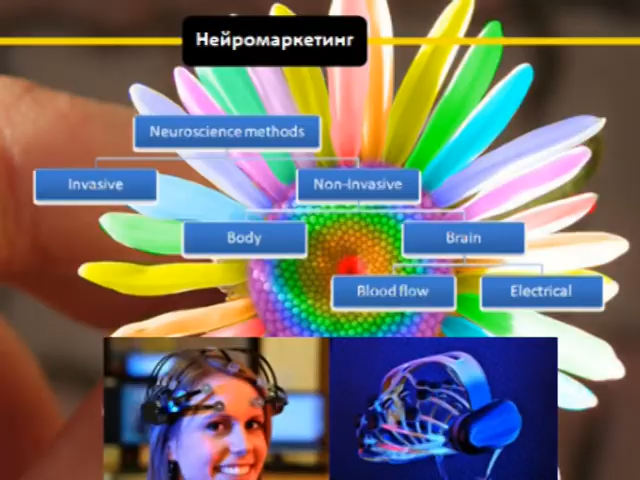 Нейромаркетинг
Neuroscience methods
Invasive
Non-Invasive
Body
Brain
Blood flow
Electrical